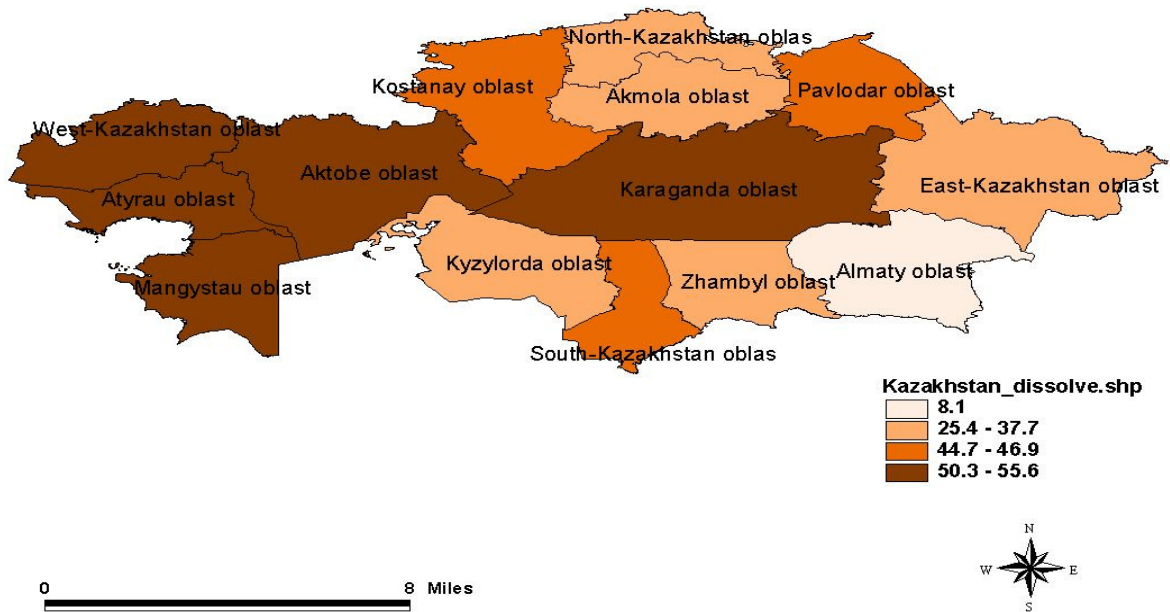 North-Kazakhstan oblas
Kostanay oblast
Akmola oblast
Pavlodar oblast
West-Kazakhstan oblast
Aktobe oblast
Karaganda oblast
East-Kazakhstan oblast
Atyrau oblast
Kyzylorda oblast
Zhambyl oblast
Almaty oblast
Mangystau oblast
South-Kazakhstan oblas
Kazakhstan_dissolve.shp
8.1
25.4 - 37.7
44.7 - 46.9
50.3 - 55.6
N
W E
S
0 8 Miles